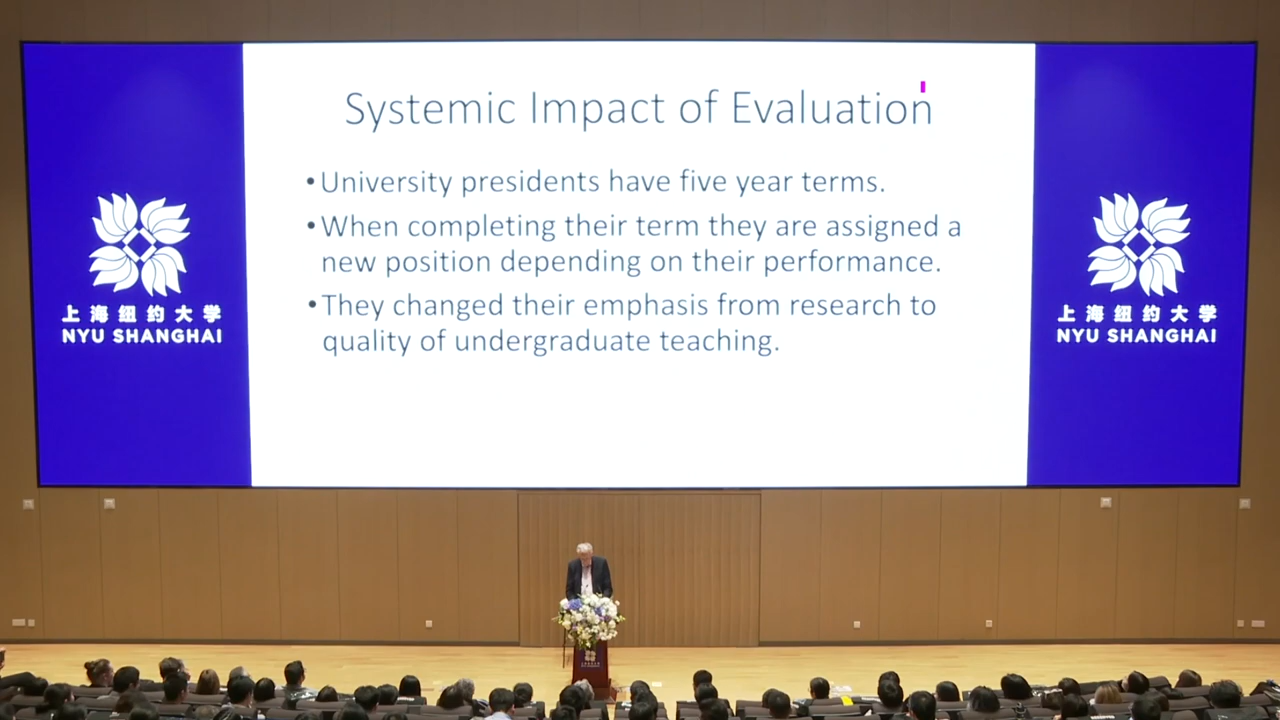 Systemic Impact of Evaluation
•University presidents have five year terms.
•When completing their term they are assigned a
new position depending on their performance.
•They changed their emphasis from research to
quality of undergraduate teaching.
上海纽约大学
NYU SHANGHAI
上海纽约大学
NYU SHANGHAI